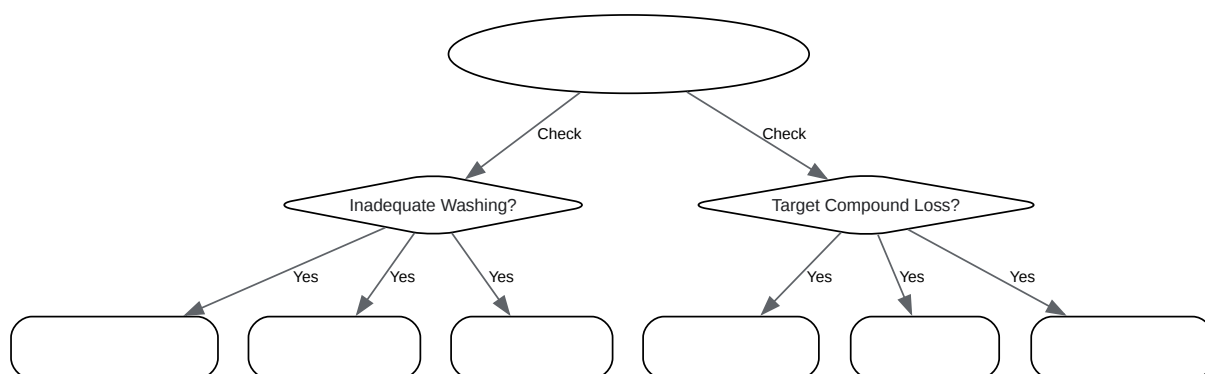 Check
Check
Inadequate Washing?
Target Compound Loss?
Yes
Yes
Yes
Yes
Yes
Yes